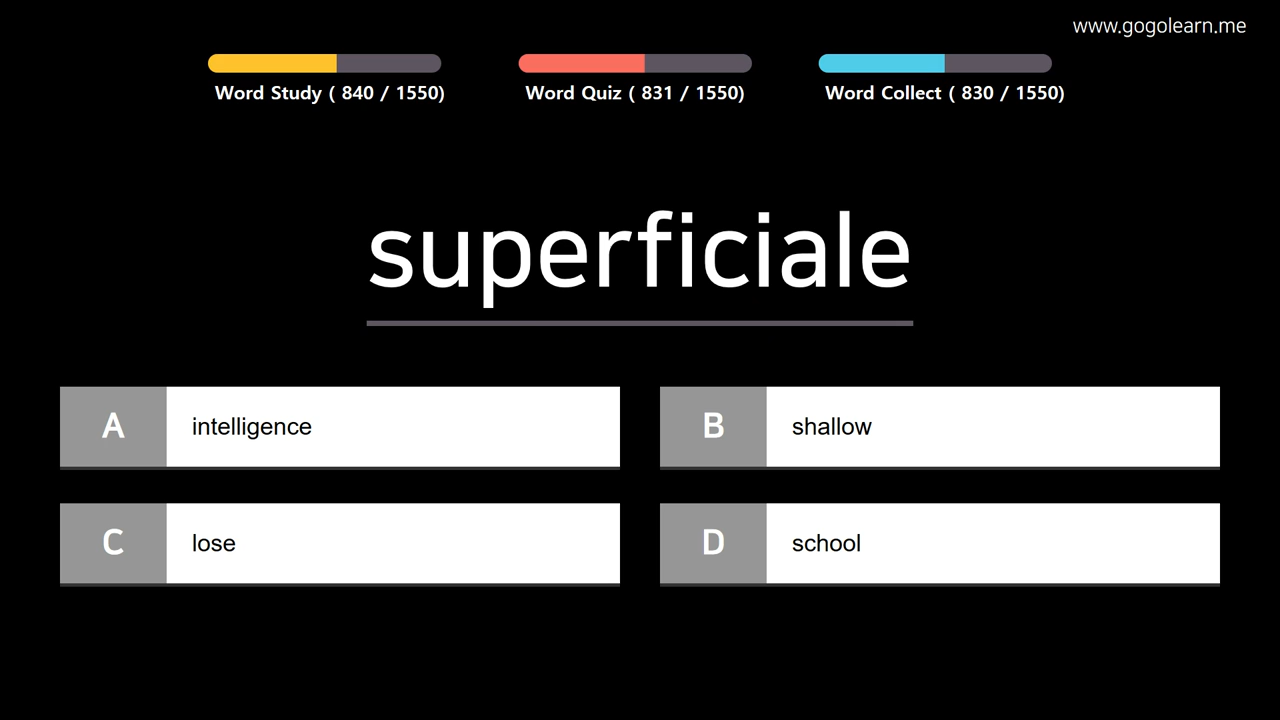 www.gogolearn.me
Word Study ( 840 / 1550)
Word Quiz ( 831 / 1550)
Word Collect ( 830 / 1550)
superficiale
A intelligence
B shallow
C lose
D school